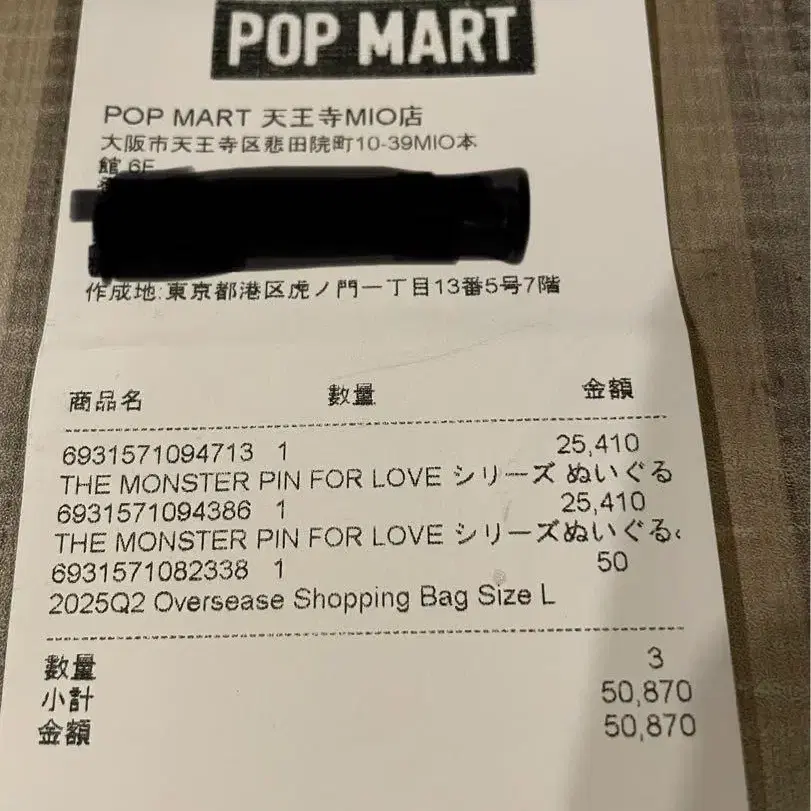 POP MART
POP MART 天王寺MIO店
大阪市天王寺区悲田院町10-39MIO本
館 6F
作成地:東京都港区虎ノ門一丁目13番5号7階
商品名 數量 金額
6931571094713 1 25,410
THE MONSTER PIN FOR LOVE シリーズ ぬいぐる
6931571094386 1 25,410
THE MONSTER PIN FOR LOVE シリーズぬいぐる
6931571082338 1 50
2025Q2 Oversease Shopping Bag Size L
數量 3
小計 50,870
金額 50,870